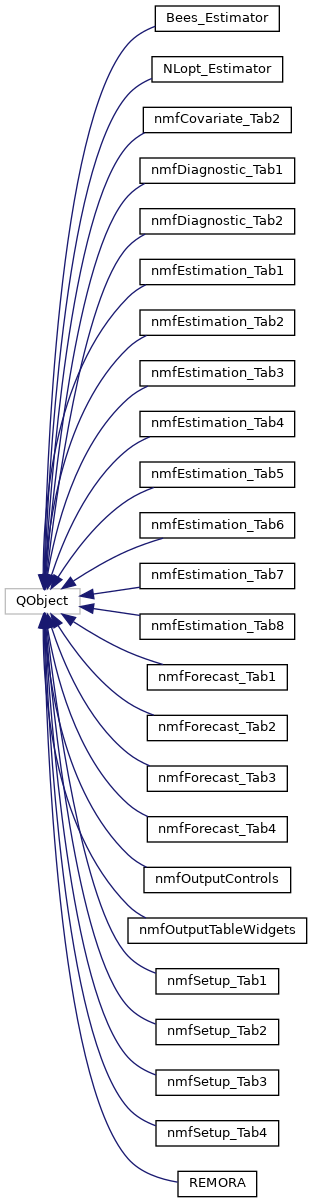 Bees_Estimator
NLopt_Estimator
nmfCovariate_Tab2
nmfDiagnostic_Tab1
nmfDiagnostic_Tab2
nmfEstimation_Tab1
nmfEstimation_Tab2
nmfEstimation_Tab3
nmfEstimation_Tab4
nmfEstimation_Tab5
nmfEstimation_Tab6
nmfEstimation_Tab7
QObject
nmfEstimation_Tab8
nmfForecast_Tab1
nmfForecast_Tab2
nmfForecast_Tab3
nmfForecast_Tab4
nmfOutputControls
nmfOutputTableWidgets
nmfSetup_Tab1
nmfSetup_Tab2
nmfSetup_Tab3
nmfSetup_Tab4
REMORA